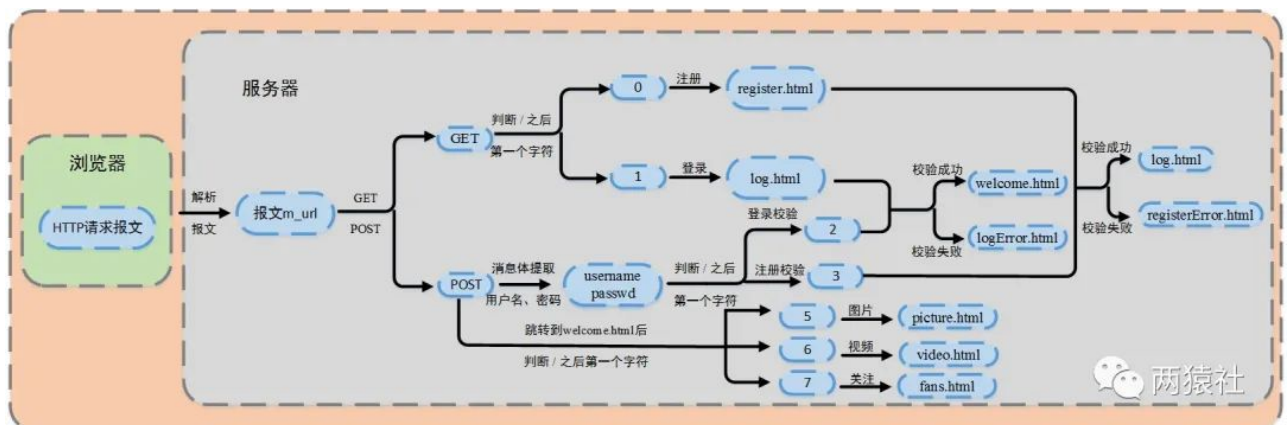 服务器
浏览器
HTTP请求报文
解析
报文
报文m_url
GET
POST
GET
判断 / 之后
第一个字符
0
注册
register.html
1
登录
log.html
校验成功
welcome.html
校验失败
logError.html
校验成功
log.html
校验失败
registerError.html
POST
消息体提取
用户名、密码
username
passwd
判断 / 之后
第一个字符
登录校验
2
注册校验
3
跳转到welcome.html后
判断 / 之后第一个字符
5
图片
picture.html
6
视频
video.html
7
关注
fans.html
两猿社